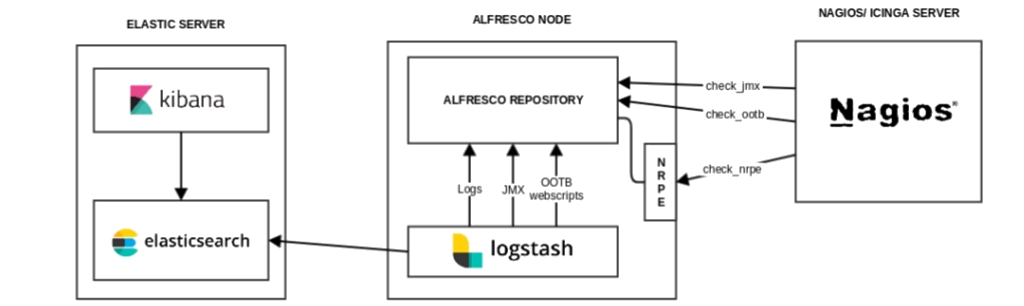 ELASTIC SERVER
ALFRESCO NODE
NAGIOS/ ICINGA SERVER
kibana
elasticsearch
ALFRESCO REPOSITORY
Logs
JMX
OOTB
webscripts
logstash
N
R
P
E
check_jmx
check_ootb
check_nrpe
Nagios®